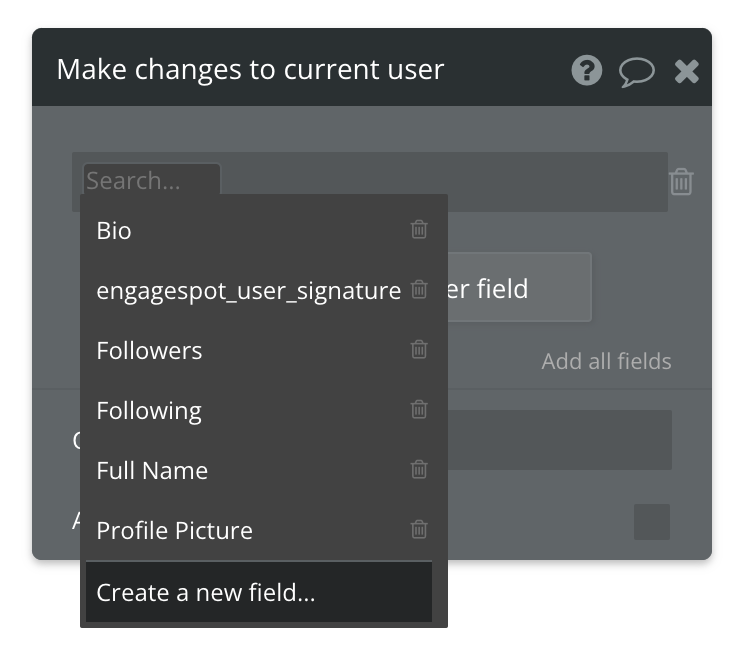 Make changes to current user
Search...
Bio
engagespot_user_signature
er field
Followers
Add all fields
Following
Full Name
Profile Picture
Create a new field...